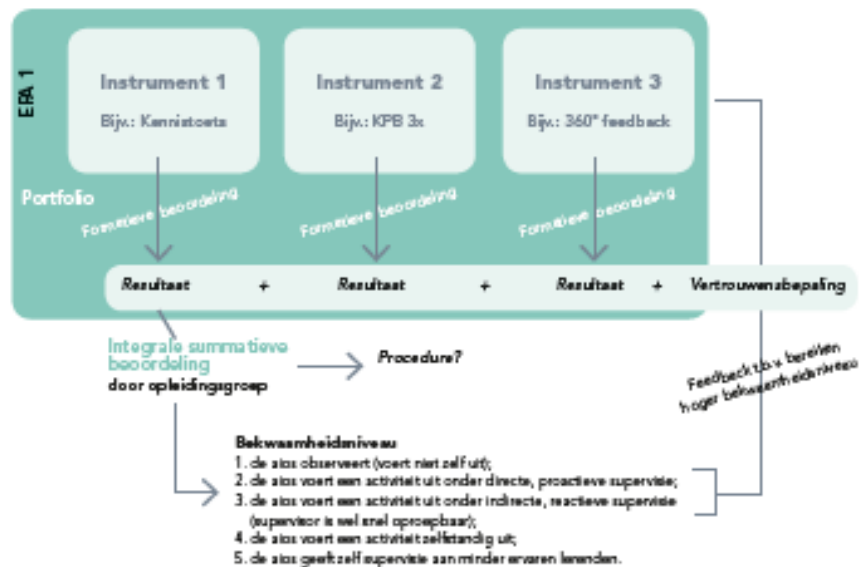 EPA 1
Instrument 1
Bijv.: Kennistoets
Instrument 2
Bijv.: KPB 3x
Instrument 3
Bijv.: 360° feedback
Portfolio
Formatieve beoordeling
Formatieve beoordeling
Formatieve beoordeling
Resultaat + Resultaat + Resultaat + Vertrouwensbepaling
Integrale summatieve
beoordeling
door opleidingsgroep
Procedure?
Feedback t.b.v. bereiken
hoger bekwaamheidsniveau
Bekwaamheidsniveau
1. de aios observeert (voert niet zelf uit);
2. de aios voert een activiteit uit onder directe, proactieve supervisie;
3. de aios voert een activiteit uit onder indirecte, reactieve supervisie
(supervisor is wel snel oproepbaar);
4. de aios voert een activiteit zelfstandig uit;
5. de aios geeft zelf supervisie aan minder ervaren lerenden.